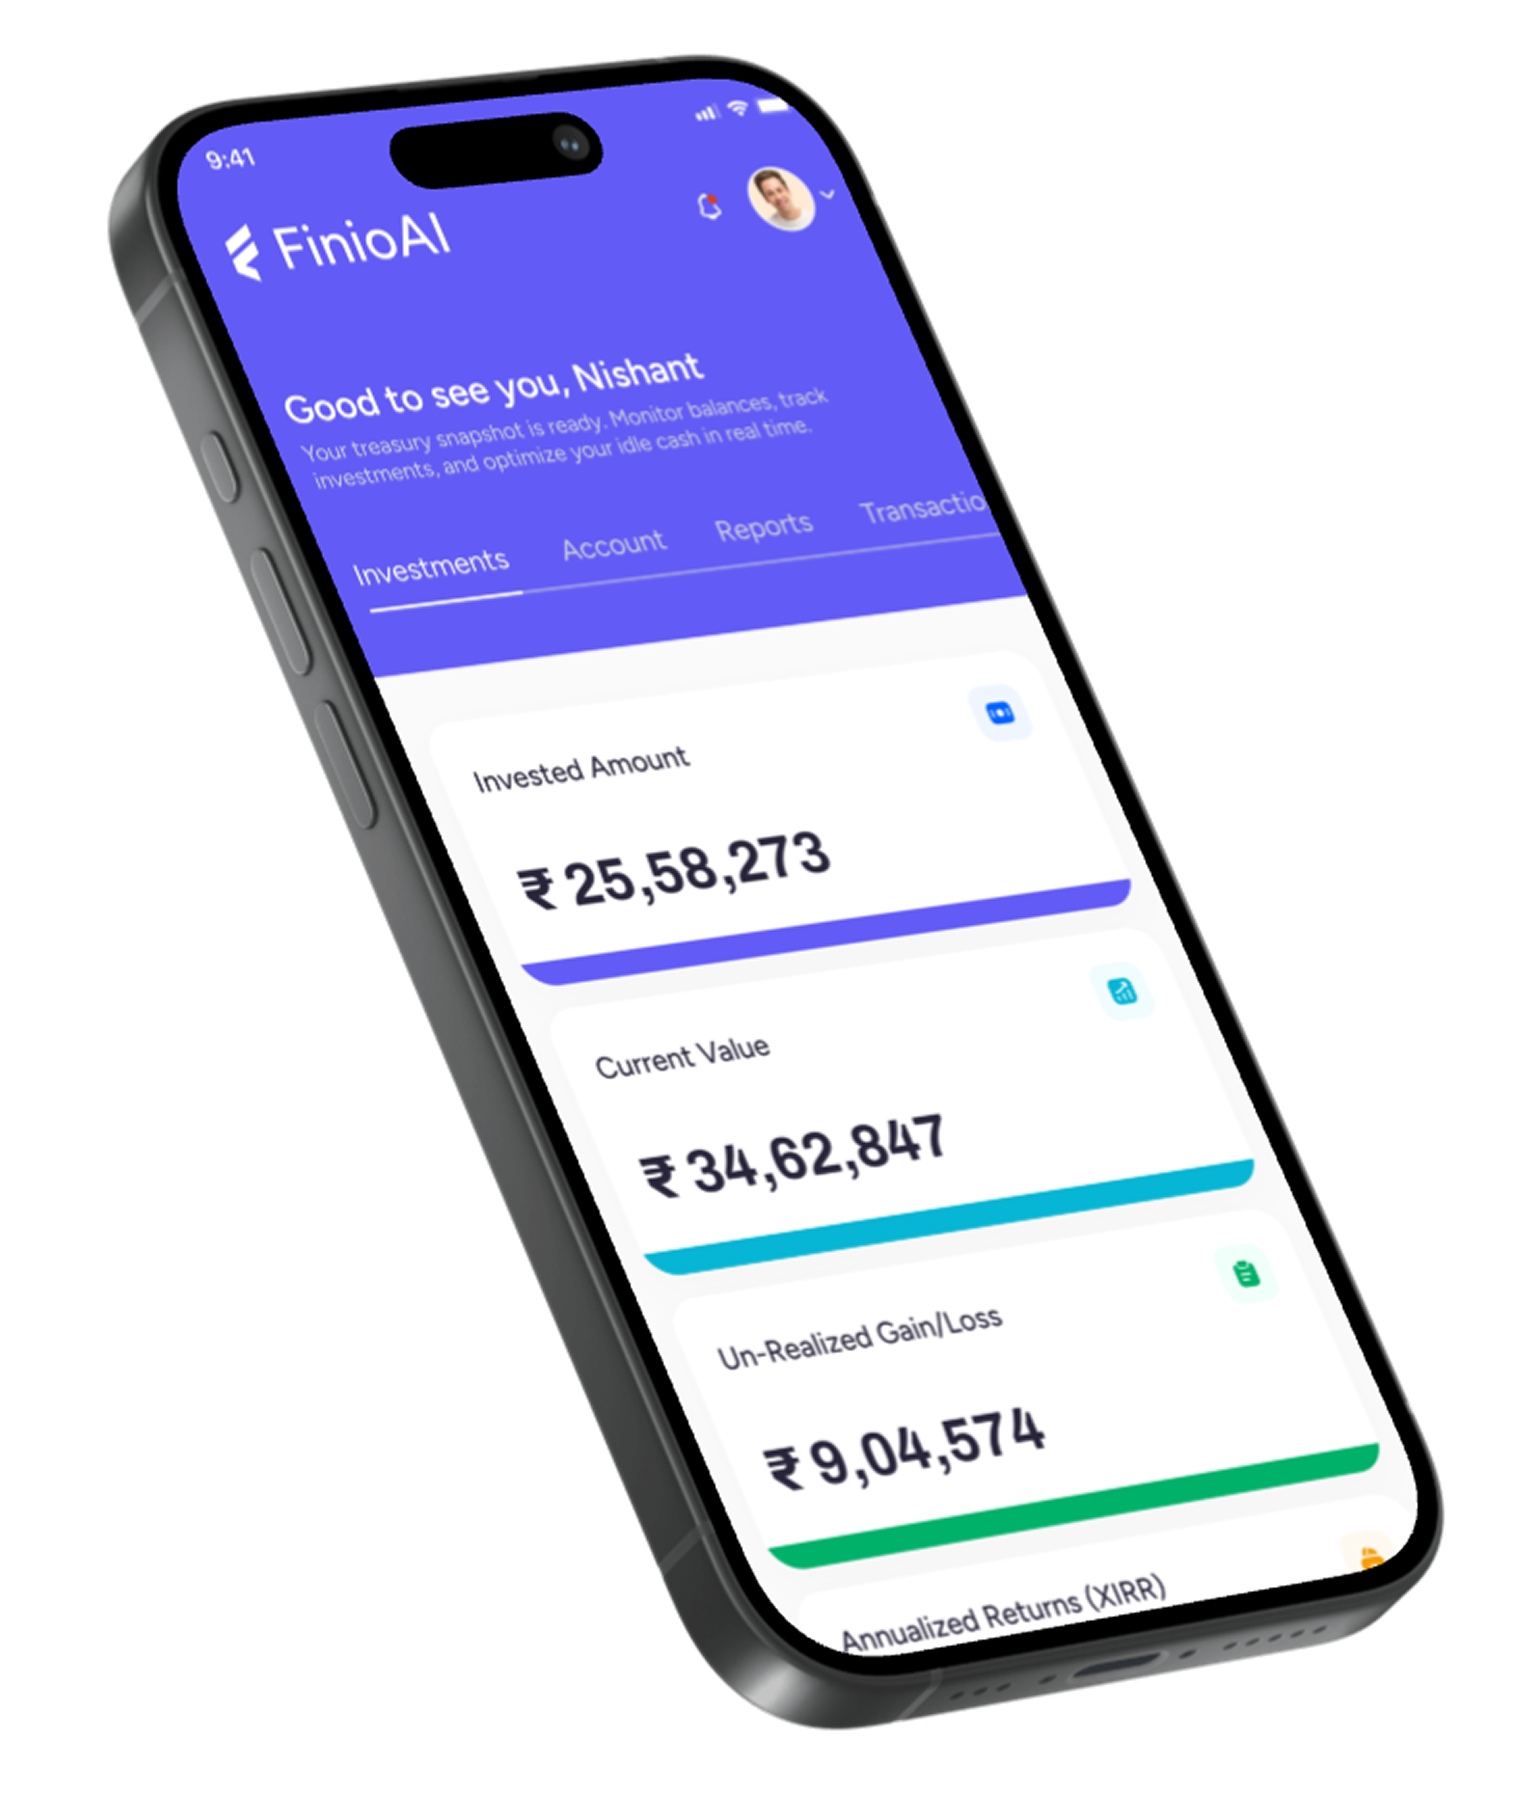 9:41
FinioAI
Good to see you, Nishant
Your treasury snapshot is ready. Monitor balances, track
investments, and optimize your idle cash in real time.
Investments Account Reports Transactio
Invested Amount
₹ 25,58,273
Current Value
₹ 34,62,847
Un-Realized Gain/Loss
₹ 9,04,574
Annualized Returns (XIRR)